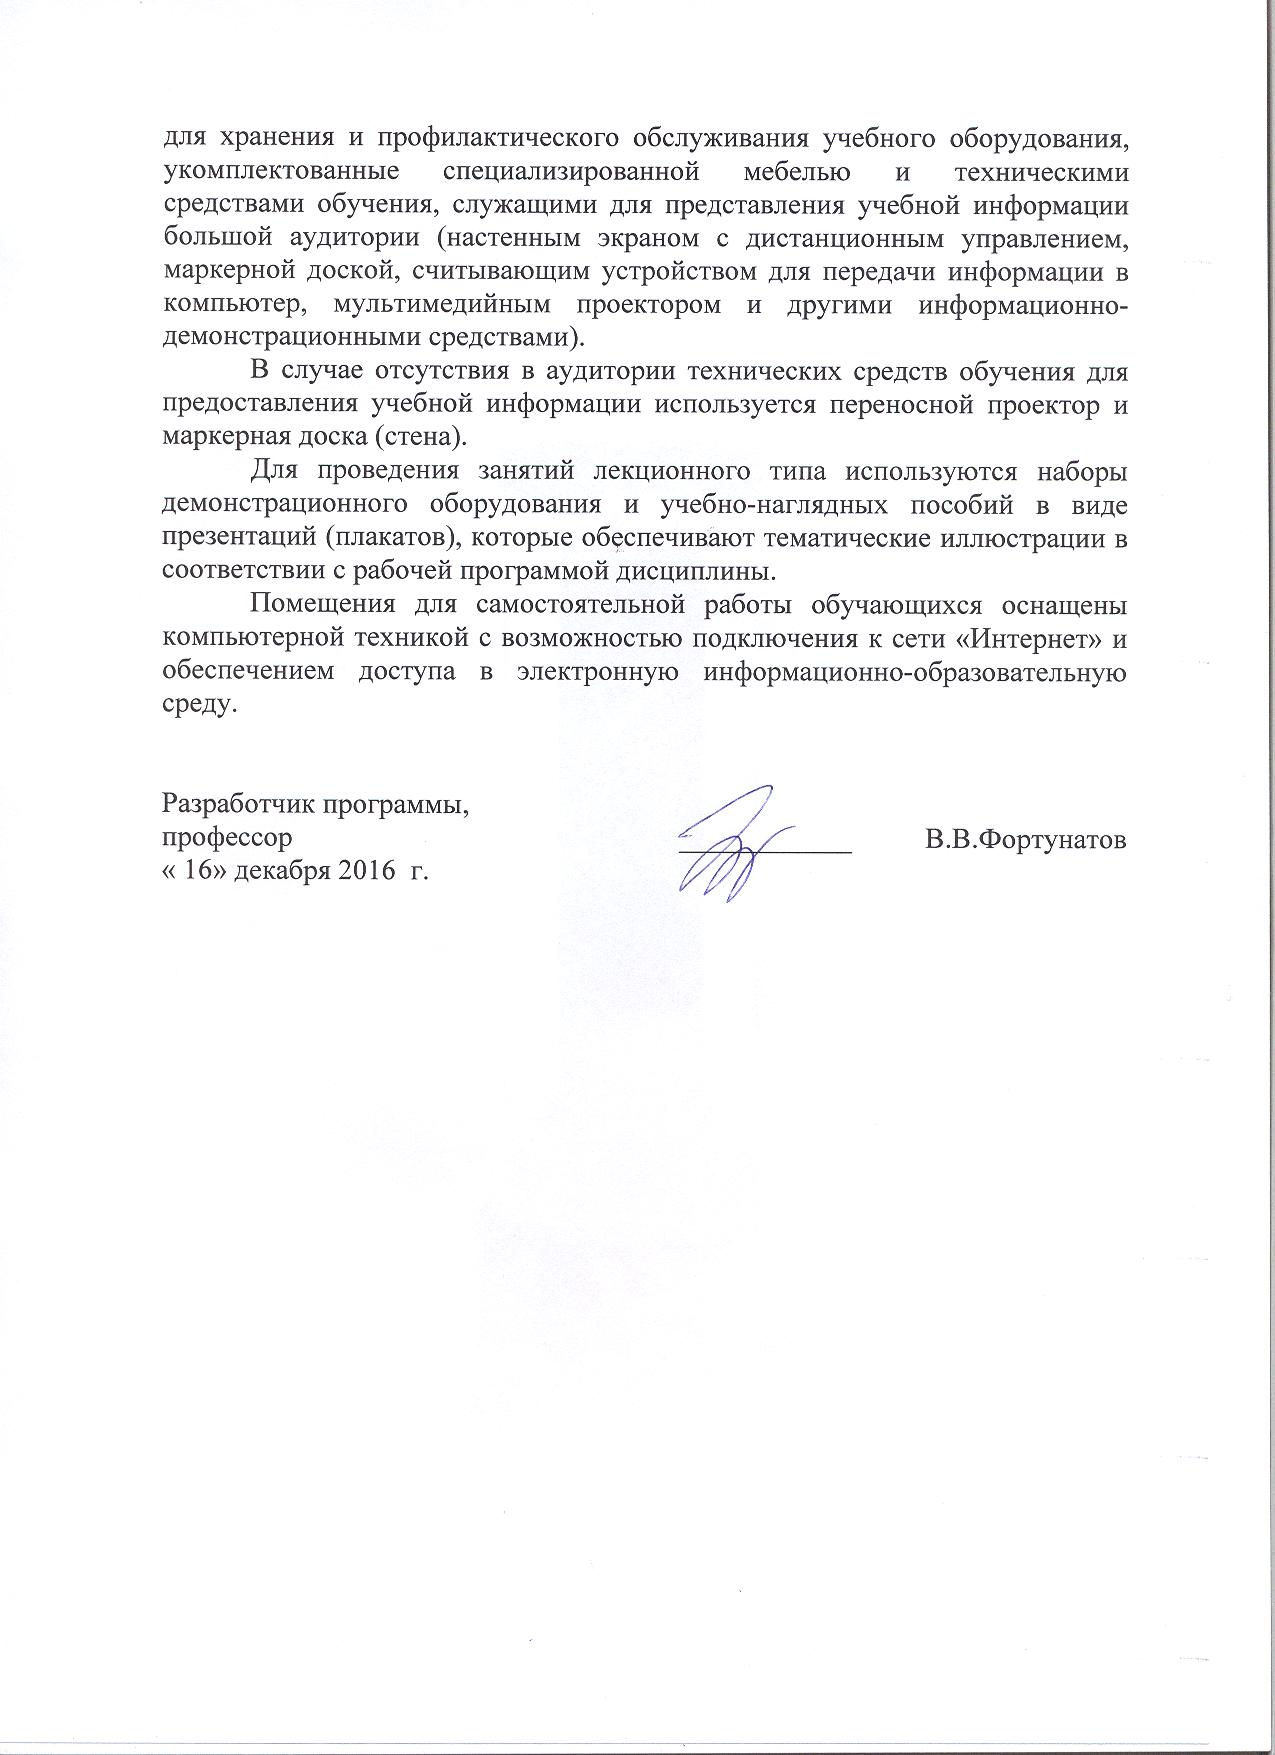 для хранения и профилактического обслуживания учебного оборудования,
укомплектованные специализированной мебелью и техническими
средствами обучения, служащими для представления учебной информации
большой аудитории (настенным экраном с дистанционным управлением,
маркерной доской, считывающим устройством для передачи информации в
компьютер, мультимедийным проектором и другими информационно-
демонстрационными средствами).
В случае отсутствия в аудитории технических средств обучения для
предоставления учебной информации используется переносной проектор и
маркерная доска (стена).
Для проведения занятий лекционного типа используются наборы
демонстрационного оборудования и учебно-наглядных пособий в виде
презентаций (плакатов), которые обеспечивают тематические иллюстрации в
соответствии с рабочей программой дисциплины.
Помещения для самостоятельной работы обучающихся оснащены
компьютерной техникой с возможностью подключения к сети «Интернет» и
обеспечением доступа в электронную информационно-образовательную
среду.
Разработчик программы,
профессор В.В.Фортунатов
« 16» декабря 2016 г.